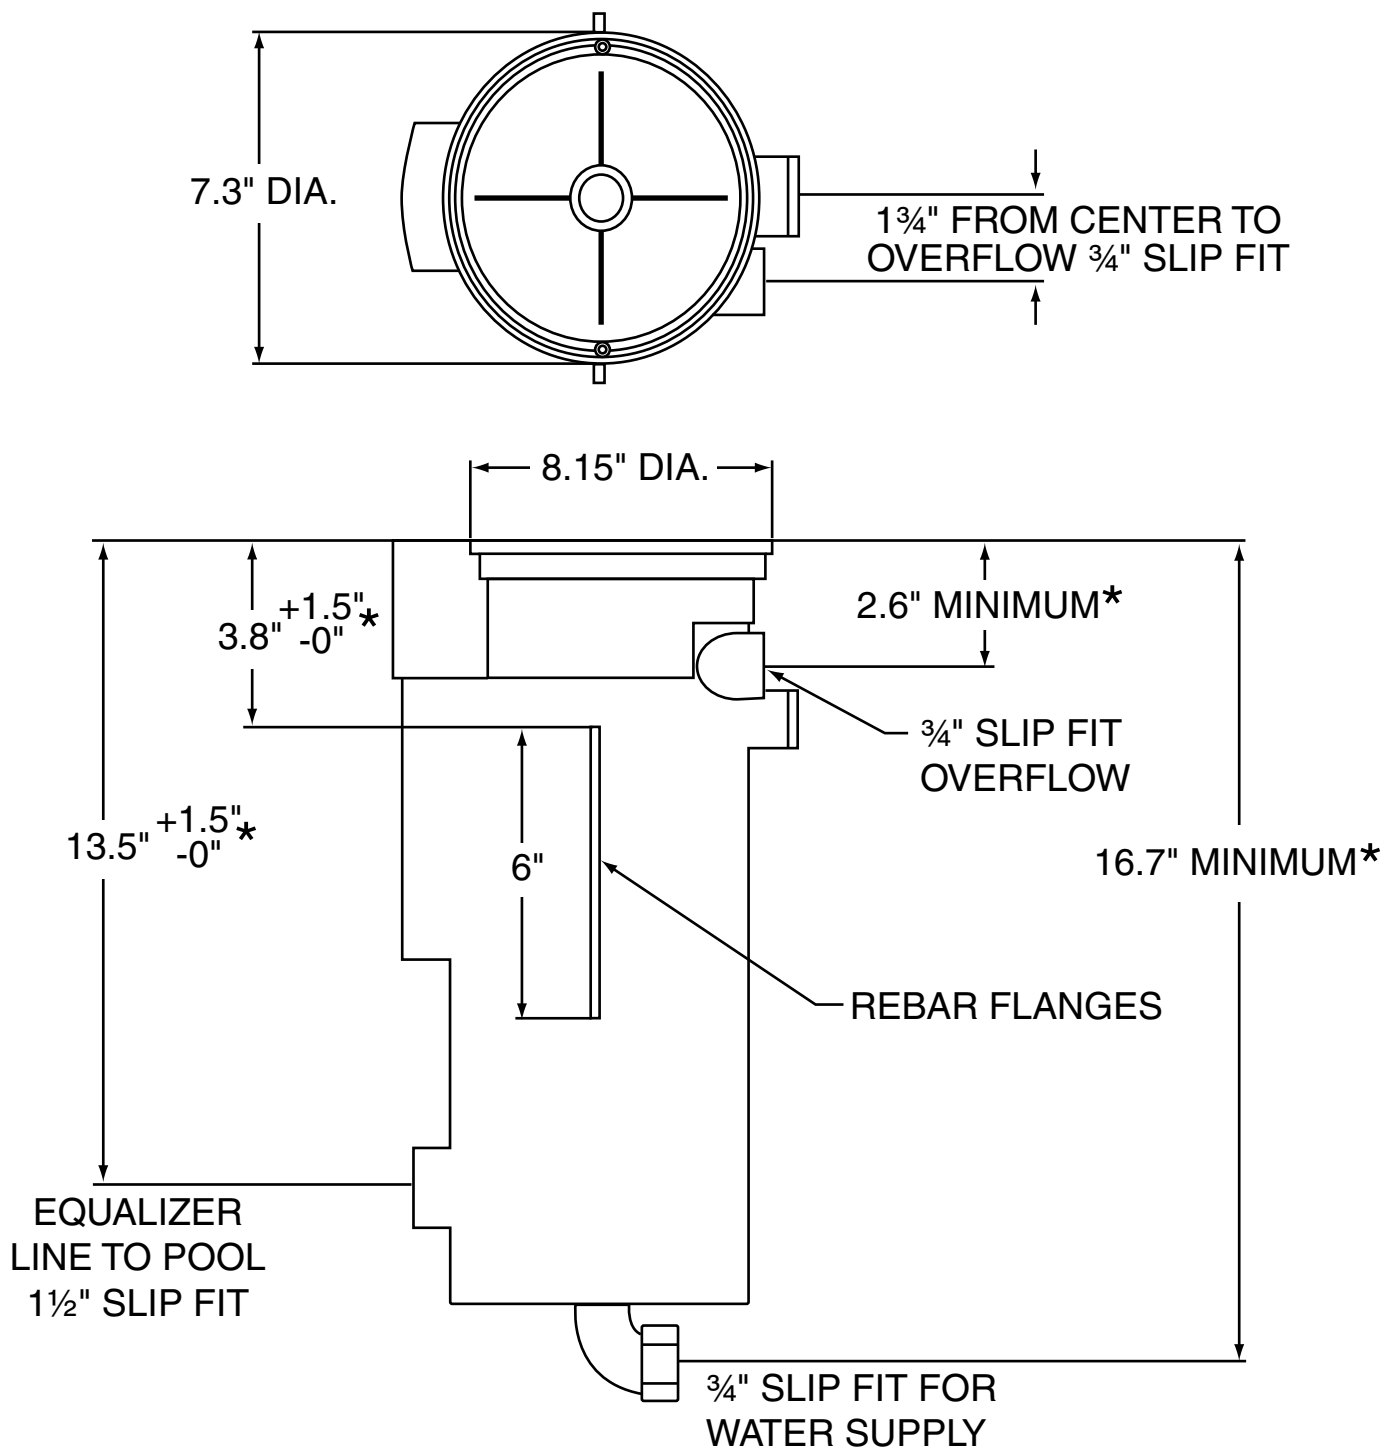 7.3" DIA.
1¾" FROM CENTER TO
OVERFLOW ¾" SLIP FIT
8.15" DIA.
3.8" +1.5" -0" *
2.6" MINIMUM*
¾" SLIP FIT
OVERFLOW
13.5" +1.5" -0" *
6"
16.7" MINIMUM*
REBAR FLANGES
EQUALIZER
LINE TO POOL
1½" SLIP FIT
¾" SLIP FIT FOR
WATER SUPPLY